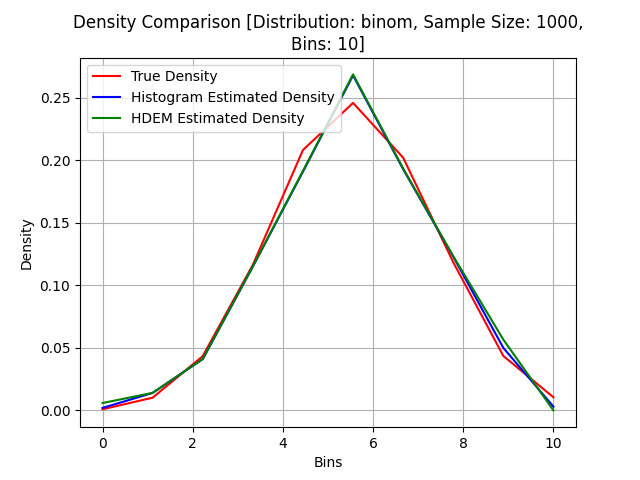 Density Comparison [Distribution: binom, Sample Size: 1000,
Bins: 10]
True Density
Histogram Estimated Density
HDEM Estimated Density
Density
0.25
0.20
0.15
0.10
0.05
0.00
0 2 4 6 8 10
Bins